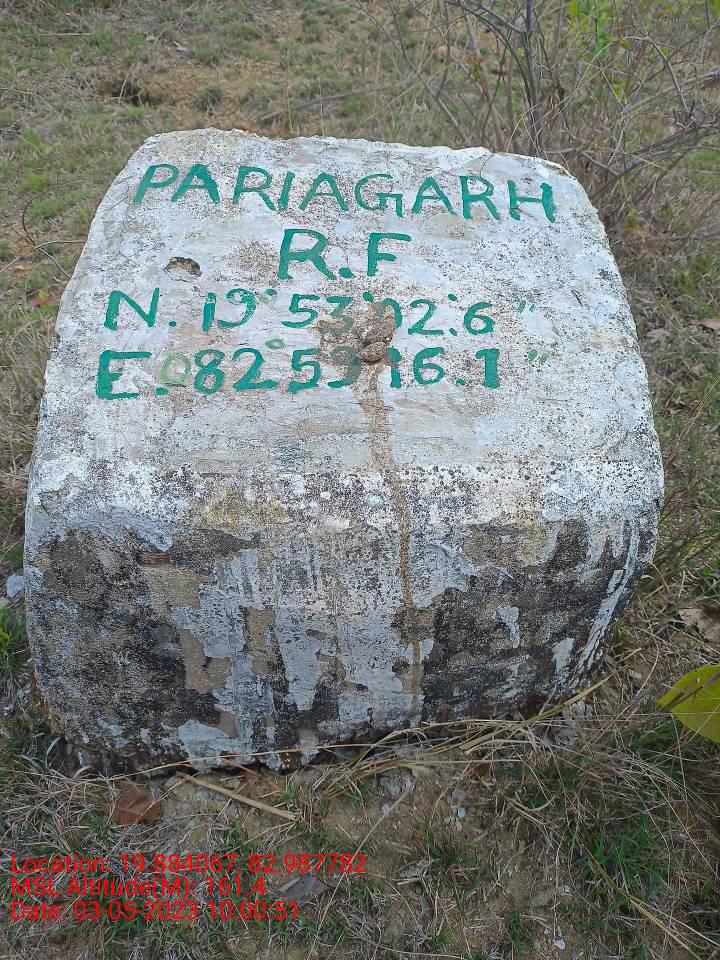 PARIAGARH
R.F
N. 19° 53' 02.6"
E. 082° 59' 16.1"
Location: 19.884067, 82.987782
MSL Altitude(M): 161.4
Date: 03-05-2023 10:00:51